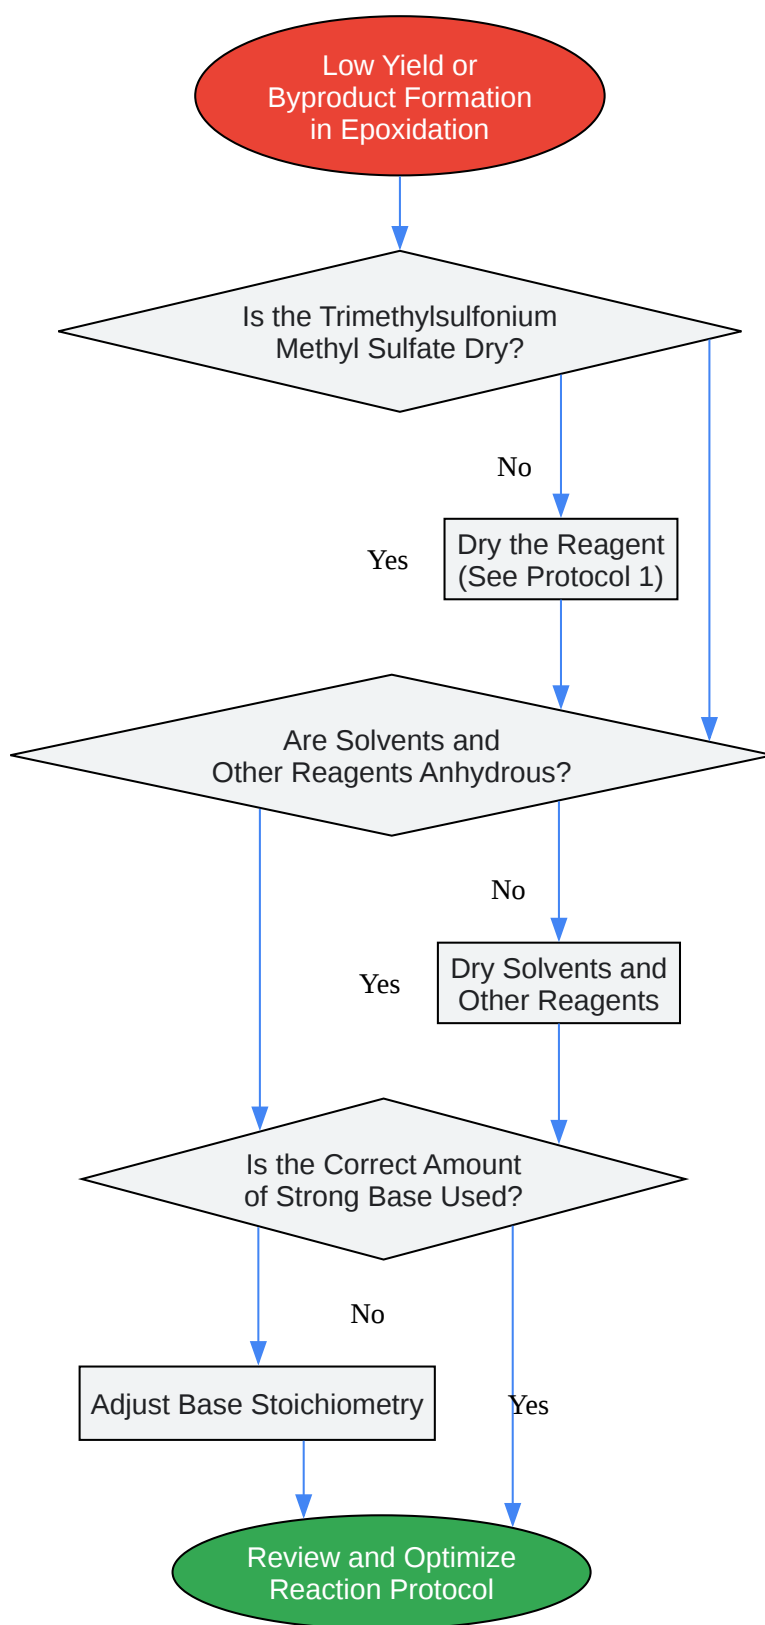 Low Yield or
Byproduct Formation
in Epoxidation
Is the Trimethylsulfonium
Methyl Sulfate Dry?
No
Dry the Reagent
(See Protocol 1)
Yes
Are Solvents and
Other Reagents Anhydrous?
No
Dry Solvents and
Other Reagents
Yes
Is the Correct Amount
of Strong Base Used?
No
Adjust Base Stoichiometry
Yes
Review and Optimize
Reaction Protocol